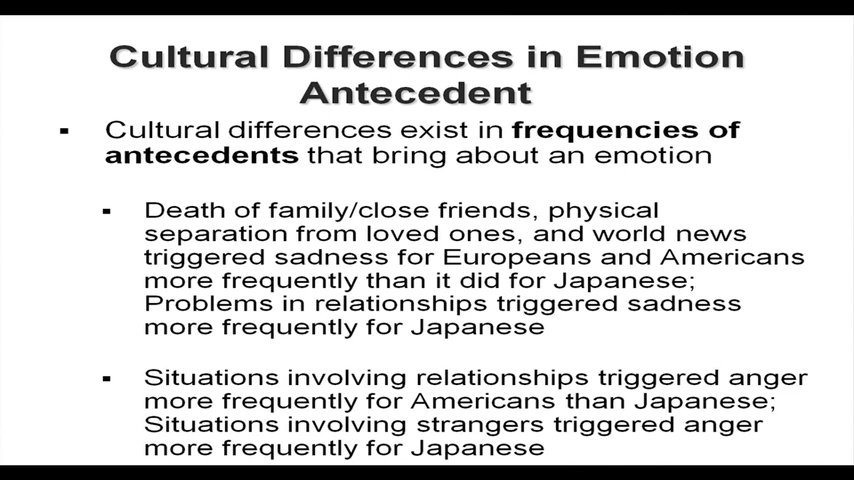 Cultural Differences in Emotion
Antecedent
▪ Cultural differences exist in frequencies of
antecedents that bring about an emotion
▪ Death of family/close friends, physical
separation from loved ones, and world news
triggered sadness for Europeans and Americans
more frequently than it did for Japanese;
Problems in relationships triggered sadness
more frequently for Japanese
▪ Situations involving relationships triggered anger
more frequently for Americans than Japanese;
Situations involving strangers triggered anger
more frequently for Japanese